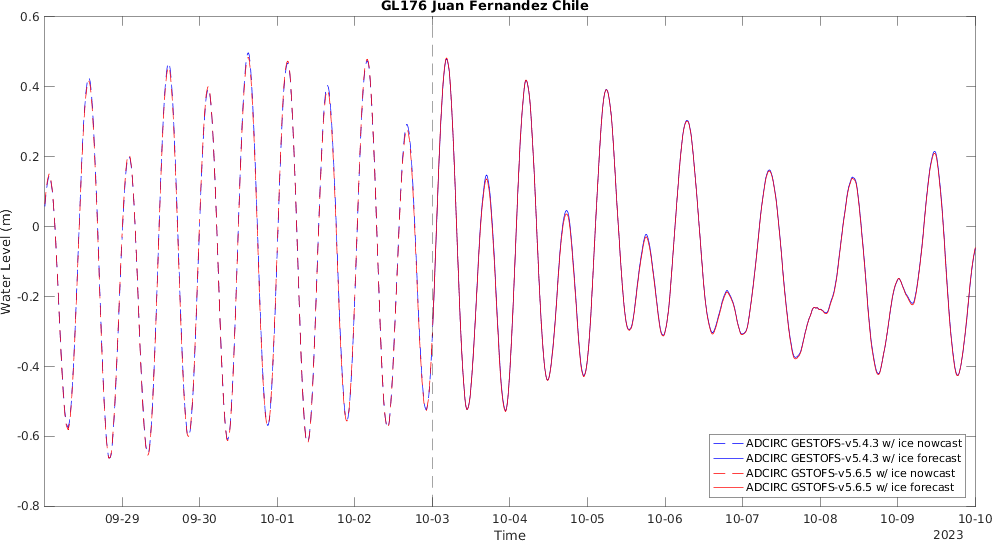 GL176 Juan Fernandez Chile
0.6
0.4
0.2
0
-0.2
-0.4
-0.6
-0.8
Water Level (m)
ADCIRC GESTOFS-v5.4.3 w/ ice nowcast
ADCIRC GESTOFS-v5.4.3 w/ ice forecast
ADCIRC GSTOFS-v5.6.5 w/ ice nowcast
ADCIRC GSTOFS-v5.6.5 w/ ice forecast
09-29 09-30 10-01 10-02 10-03 10-04 10-05 10-06 10-07 10-08 10-09 10-10
Time
2023